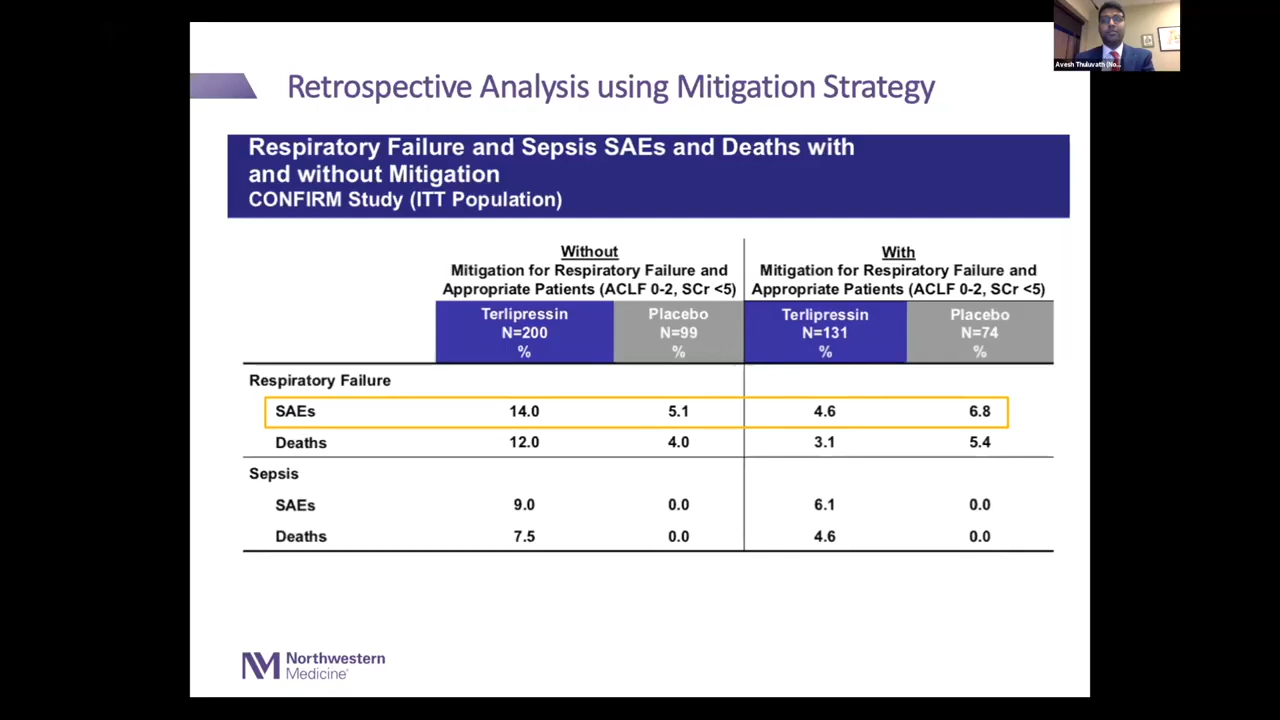 Avesh Thuluvath (No...
Retrospective Analysis using Mitigation Strategy
Respiratory Failure and Sepsis SAEs and Deaths with
and without Mitigation
CONFIRM Study (ITT Population)
Without
Mitigation for Respiratory Failure and
Appropriate Patients (ACLF 0-2, SCr <5)
With
Mitigation for Respiratory Failure and
Appropriate Patients (ACLF 0-2, SCr <5)
Terlipressin
N=200
%
Placebo
N=99
%
Terlipressin
N=131
%
Placebo
N=74
%
Respiratory Failure
SAEs 14.0 5.1 4.6 6.8
Deaths 12.0 4.0 3.1 5.4
Sepsis
SAEs 9.0 0.0 6.1 0.0
Deaths 7.5 0.0 4.6 0.0
NM Northwestern
Medicine®